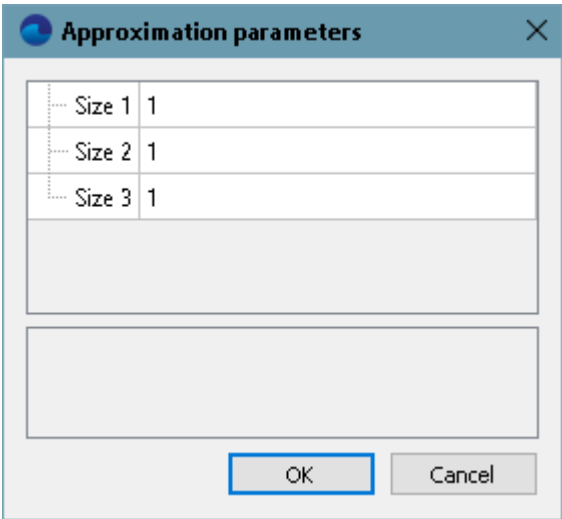 Approximation parameters
Size 1 1
Size 2 1
Size 3 1
OK Cancel